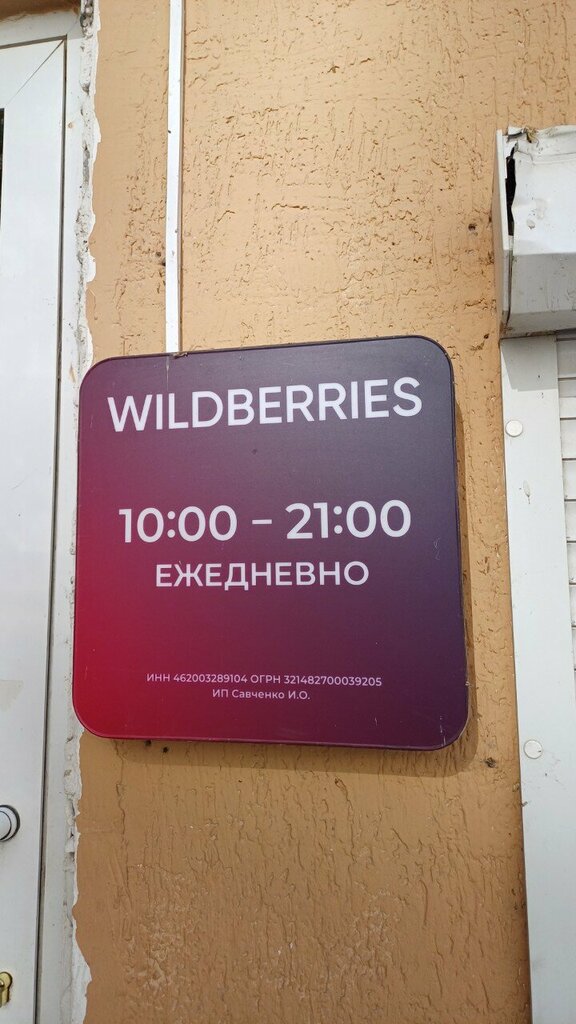 WILDBERRIES
10:00 – 21:00
ЕЖЕДНЕВНО
ИНН 462003289104 ОГРН 321482700039205
ИП Савченко И.О.